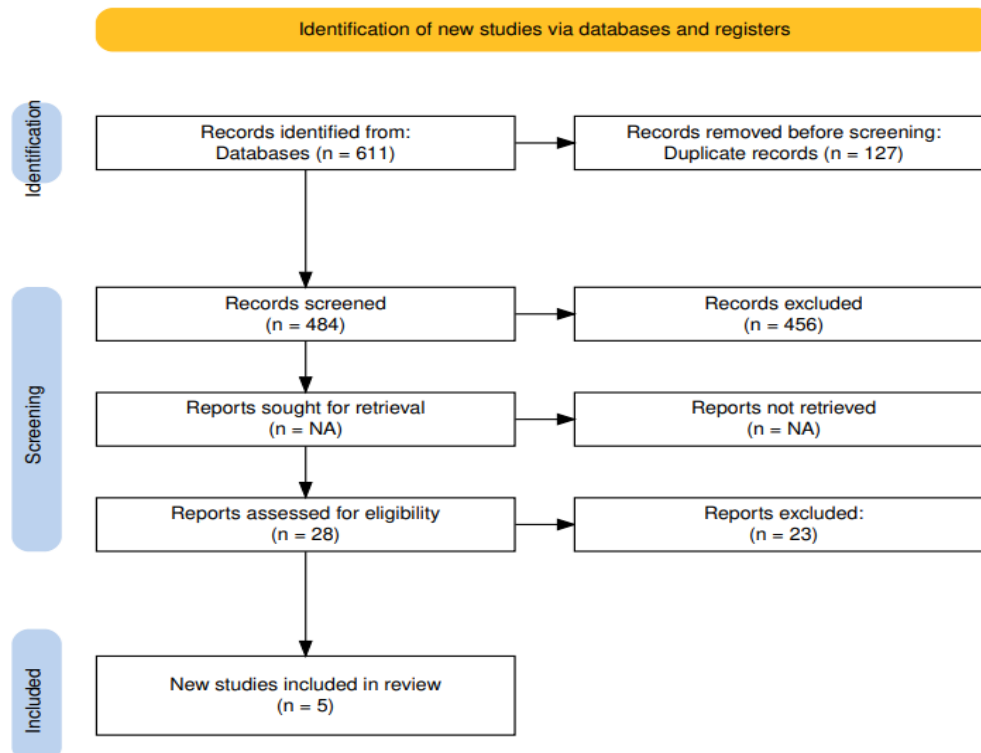 Identification of new studies via databases and registers
Identification
Records identified from:
Databases (n = 611)
Records removed before screening:
Duplicate records (n = 127)
Screening
Records screened
(n = 484)
Records excluded
(n = 456)
Reports sought for retrieval
(n = NA)
Reports not retrieved
(n = NA)
Reports assessed for eligibility
(n = 28)
Reports excluded:
(n = 23)
Included
New studies included in review
(n = 5)